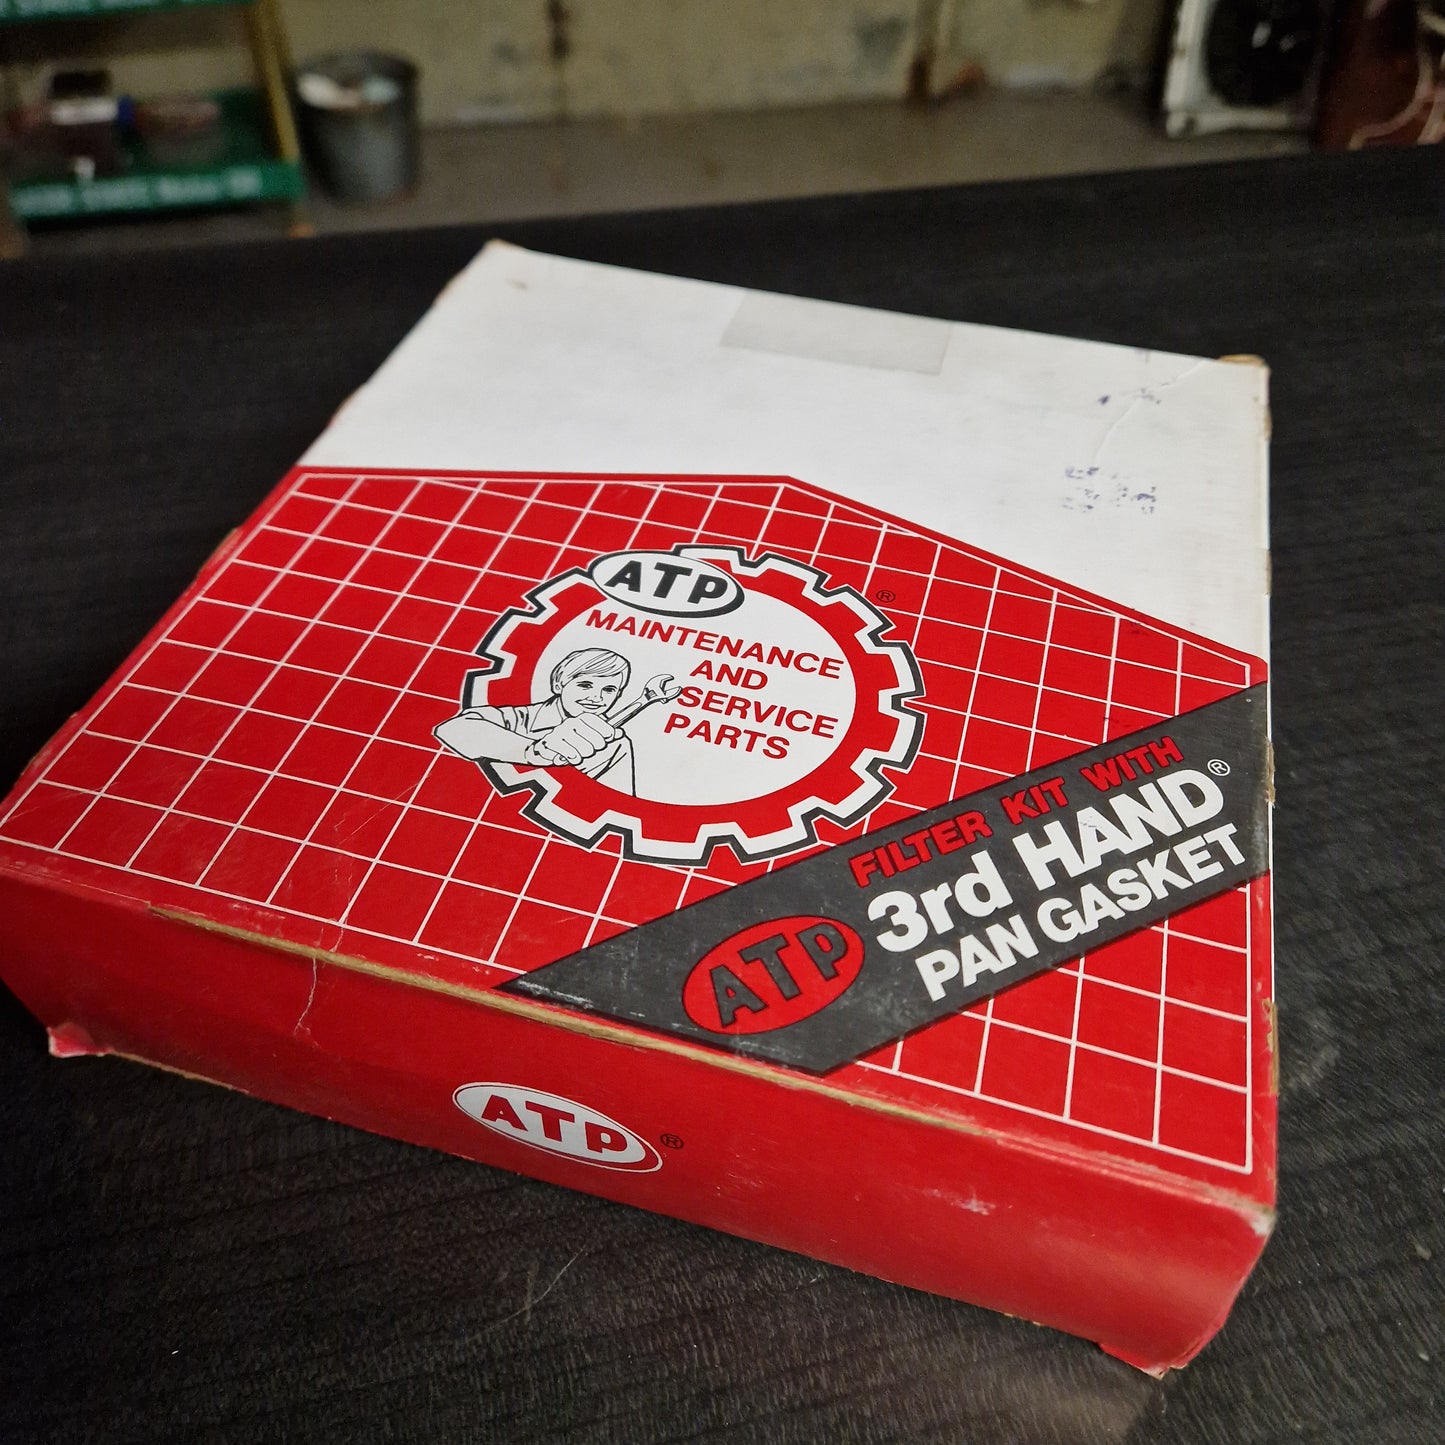 ATP
®
MAINTENANCE
AND
SERVICE
PARTS
FILTER KIT WITH
3rd HAND®
PAN GASKET
ATP
ATP ®